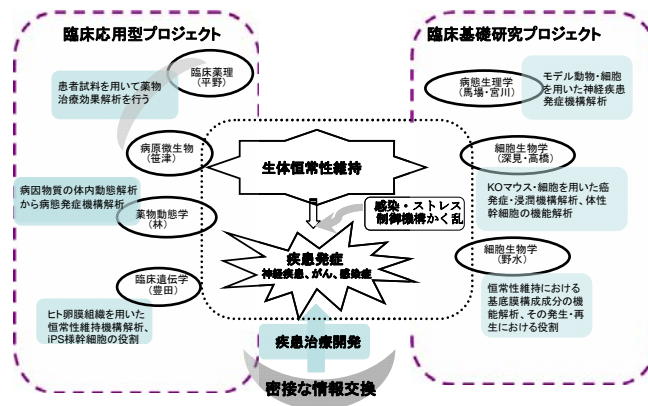 臨床応用型プロジェクト
臨床薬理
(平野)
患者試料を用いて薬物
治療効果解析を行う
病原微生物
(笹津)
病因物質の体内動態解析
から病態発症機構解析
薬物動態学
(林)
臨床遺伝学
(豊田)
ヒト卵膜組織を用いた
恒常性維持機構解析、
iPS様幹細胞の役割
生体恒常性維持
感染・ストレス
制御機構かく乱
疾患発症
神経疾患、がん、感染症
疾患治療開発
密接な情報交換
臨床基礎研究プロジェクト
病態生理学
(馬場・宮川)
モデル動物・細胞
を用いた神経疾患
発症機構解析
細胞生物学
(深見・高橋)
KOマウス・細胞を用いた癌
発症・浸潤機構解析、体性
幹細胞の機能解析
細胞生物学
(野水)
恒常性維持における
基底膜構成成分の機
能解析、その発生・再
生における役割